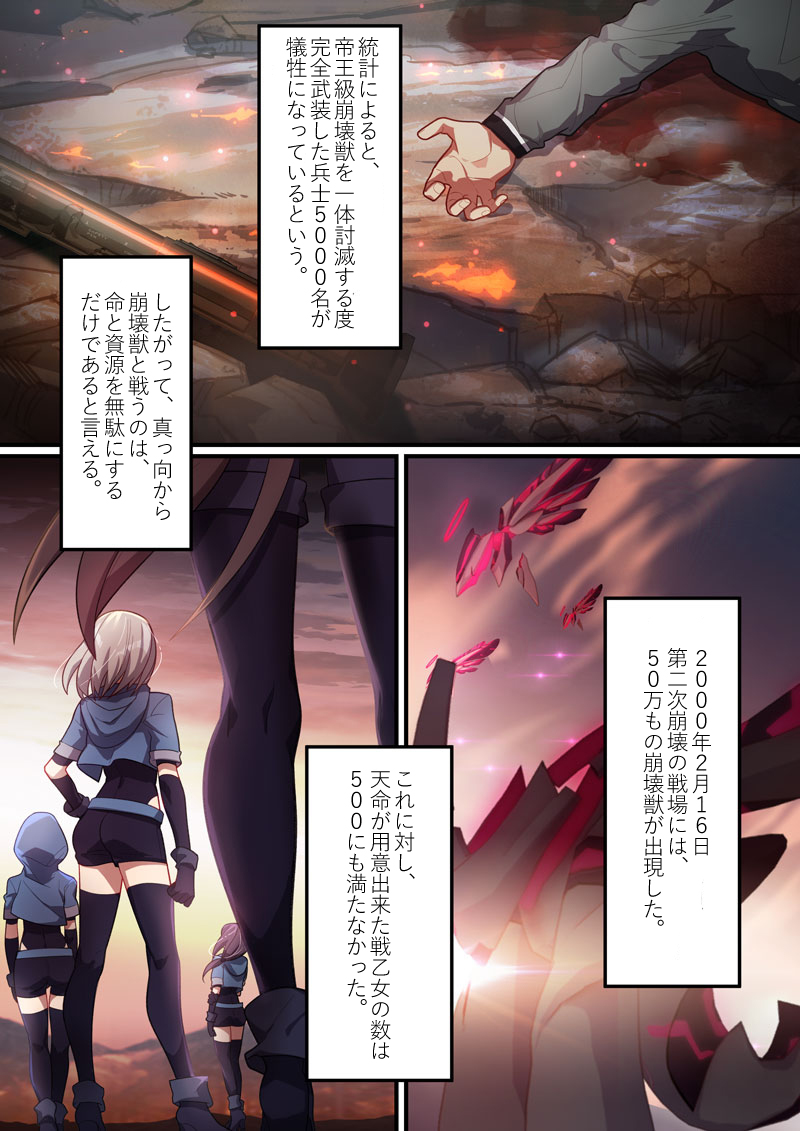 統計によると、
帝王級崩壊獣を一体討滅する度
完全武装した兵士5000名が
犠牲になっているという。
したがって、真っ向から
崩壊獣と戦うのは、
命と資源を無駄にする
だけであると言える。
2000年2月16日
第二次崩壊の戦場には、
50万もの崩壊獣が出現した。
これに対し、
天命が用意出来た戦乙女の数は
500にも満たなかった。